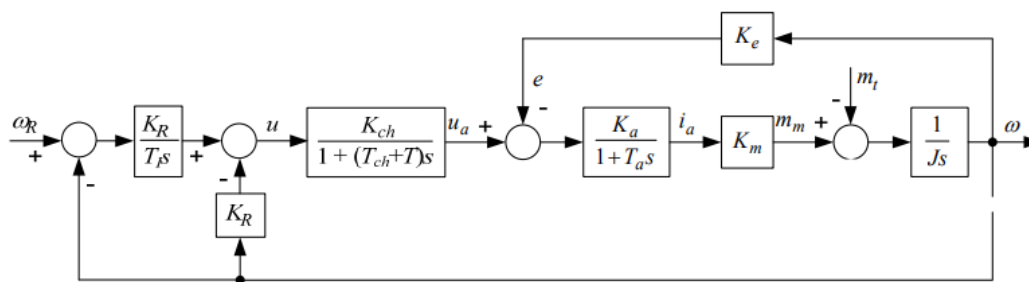 K_e
e
-
m_t
-
ω_R
+
-
K_R
T_I s
+
-
u
K_ch
1 + (T_ch+T)s
u_a
+
K_a
1+T_a s
i_a
K_m
m_m
+
1
Js
ω
K_R